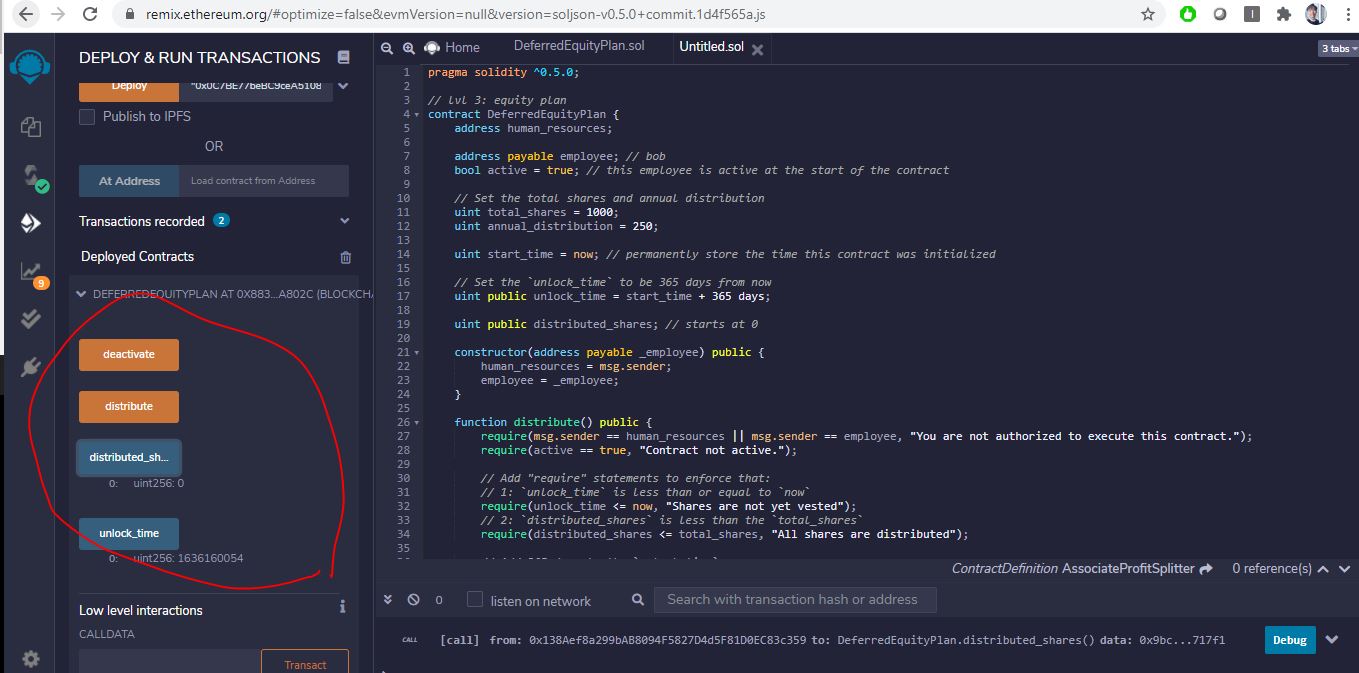 remix.ethereum.org/#optimize=false&evmVersion=null&version=soljson-v0.5.0+commit.1d4f565a.js
DEPLOY & RUN TRANSACTIONS
Deploy
"0x0C7BE77beBC9ceA5108
Publish to IPFS
OR
At Address
Load contract from Address
Transactions recorded 2
Deployed Contracts
9
DEFERREDEQUITYPLAN AT 0X883...A802C (BLOCKCHA
deactivate
distribute
distributed_sh...
0: uint256: 0
unlock_time
0: uint256: 1636160054
Low level interactions
i
CALLDATA
Transact
Home
DeferredEquityPlan.sol
Untitled.sol
3 tabs
1 pragma solidity ^0.5.0;
2
3 // lvl 3: equity plan
4 contract DeferredEquityPlan {
5 address human_resources;
6
7 address payable employee; // bob
8 bool active = true; // this employee is active at the start of the contract
9
10 // Set the total shares and annual distribution
11 uint total_shares = 1000;
12 uint annual_distribution = 250;
13
14 uint start_time = now; // permanently store the time this contract was initialized
15
16 // Set the `unlock_time` to be 365 days from now
17 uint public unlock_time = start_time + 365 days;
18
19 uint public distributed_shares; // starts at 0
20
21 constructor(address payable _employee) public {
22 human_resources = msg.sender;
23 employee = _employee;
24 }
25
26 function distribute() public {
27 require(msg.sender == human_resources || msg.sender == employee, "You are not authorized to execute this contract.");
28 require(active == true, "Contract not active.");
29
30 // Add "require" statements to enforce that:
31 // 1: `unlock_time` is less than or equal to `now`
32 require(unlock_time <= now, "Shares are not yet vested");
33 // 2: `distributed_shares` is less than the `total_shares`
34 require(distributed_shares <= total_shares, "All shares are distributed");
35
ContractDefinition AssociateProfitSplitter 0 reference(s)
0
listen on network
Search with transaction hash or address
CALL [call] from: 0x138Aef8a299bAB8094F5827D4d5F81D0EC83c359 to: DeferredEquityPlan.distributed_shares() data: 0x9bc...717f1
Debug